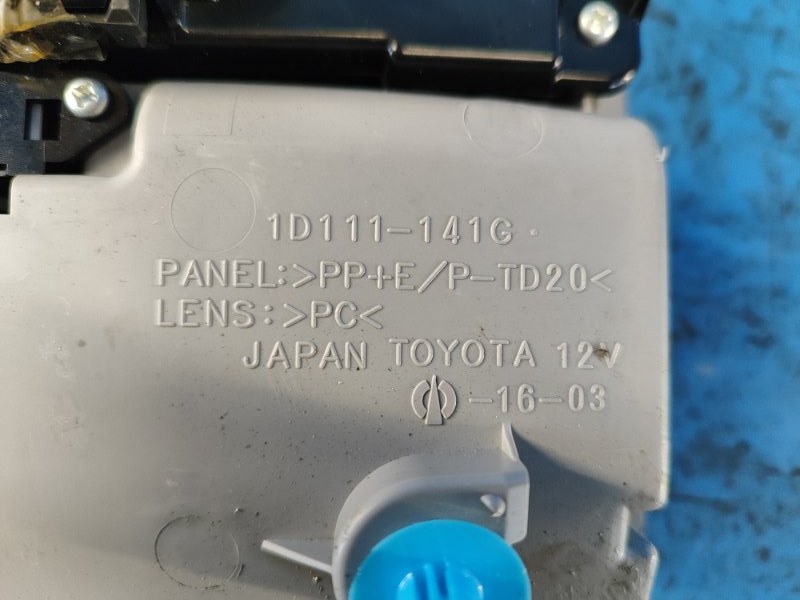 1D111-141G
PANEL:>PP+E/P-TD20<
LENS:>PC<
JAPAN TOYOTA 12V
-16-03